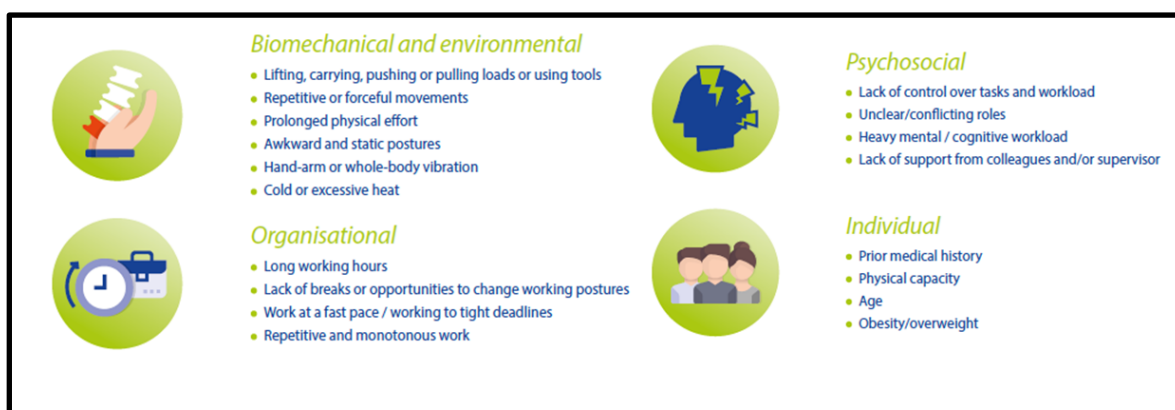 Biomechanical and environmental
• Lifting, carrying, pushing or pulling loads or using tools
• Repetitive or forceful movements
• Prolonged physical effort
• Awkward and static postures
• Hand-arm or whole-body vibration
• Cold or excessive heat
Organisational
• Long working hours
• Lack of breaks or opportunities to change working postures
• Work at a fast pace / working to tight deadlines
• Repetitive and monotonous work
Psychosocial
• Lack of control over tasks and workload
• Unclear/conflicting roles
• Heavy mental / cognitive workload
• Lack of support from colleagues and/or supervisor
Individual
• Prior medical history
• Physical capacity
• Age
• Obesity/overweight